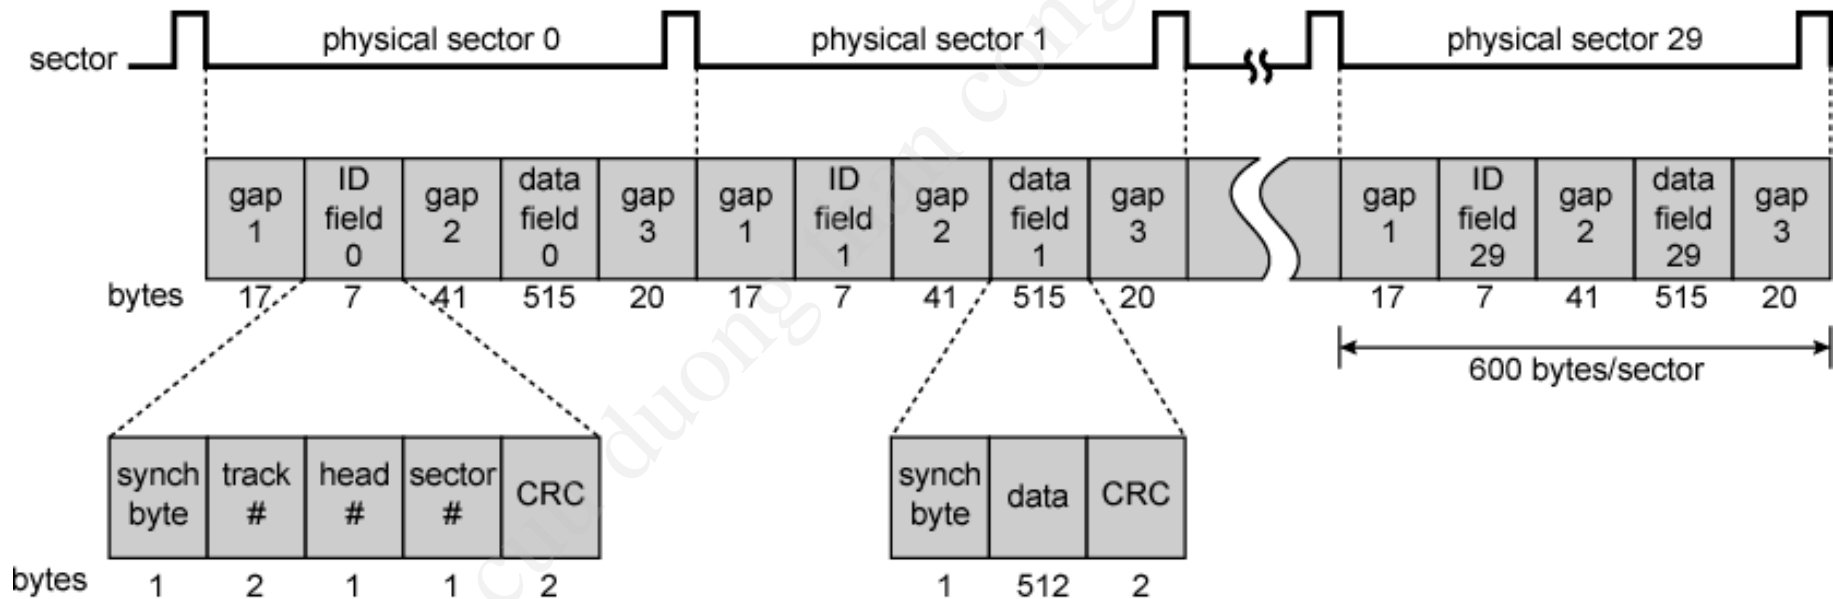 sector
physical sector 0
physical sector 1
physical sector 29
gap 1
ID field 0
gap 2
data field 0
gap 3
gap 1
ID field 1
gap 2
data field 1
gap 3
gap 1
ID field 29
gap 2
data field 29
gap 3
bytes 17 7 41 515 20 17 7 41 515 20 17 7 41 515 20
600 bytes/sector
synch byte
track #
head #
sector #
CRC
synch byte
data
CRC
bytes 1 2 1 1 2 1 512 2
cuu duong than cong